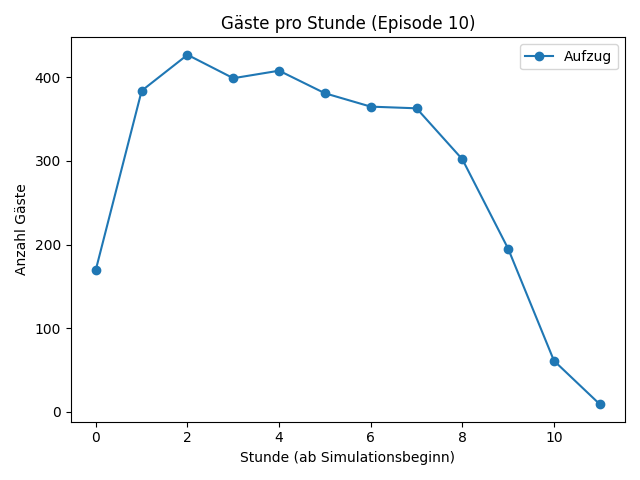 Gäste pro Stunde (Episode 10)
Aufzug
Anzahl Gäste
400
300
200
100
0
0 2 4 6 8 10
Stunde (ab Simulationsbeginn)